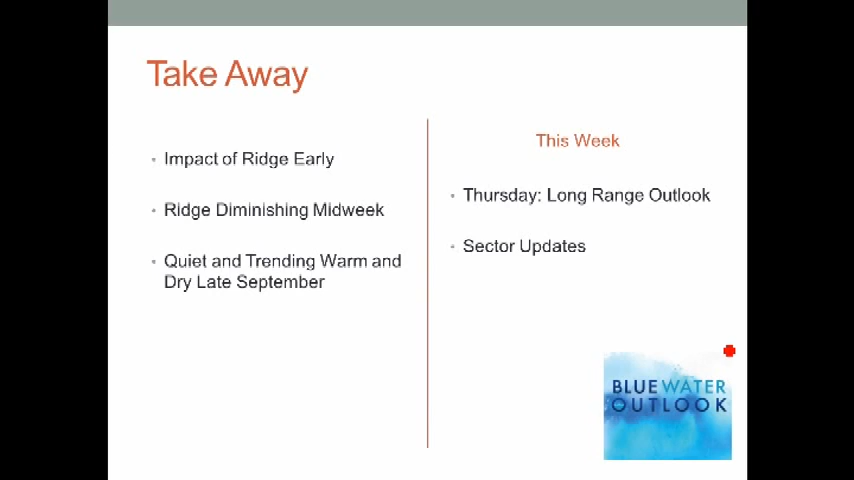 Take Away
Impact of Ridge Early
Ridge Diminishing Midweek
Quiet and Trending Warm and
Dry Late September
This Week
Thursday: Long Range Outlook
Sector Updates
BLUE WATER
OUTLOOK